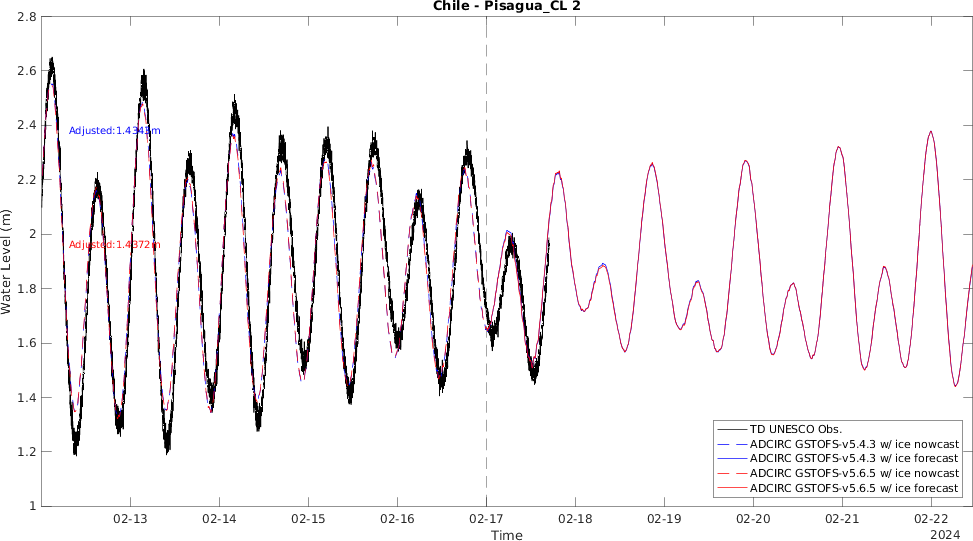 Chile - Pisagua_CL 2
2.8
2.6
2.4
2.2
2
1.8
1.6
1.4
1.2
1
Water Level (m)
Adjusted:1.4341m
Adjusted:1.4372m
TD UNESCO Obs.
ADCIRC GSTOFS-v5.4.3 w/ ice nowcast
ADCIRC GSTOFS-v5.4.3 w/ ice forecast
ADCIRC GSTOFS-v5.6.5 w/ ice nowcast
ADCIRC GSTOFS-v5.6.5 w/ ice forecast
02-13 02-14 02-15 02-16 02-17 02-18 02-19 02-20 02-21 02-22
Time
2024